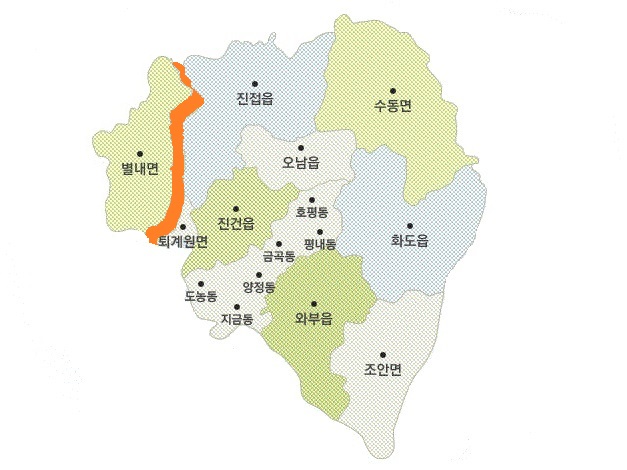 진접읍
수동면
별내면
오남읍
호평동
진건읍
퇴계원면
평내동
화도읍
금곡동
양정동
도농동
지금동
와부읍
조안면